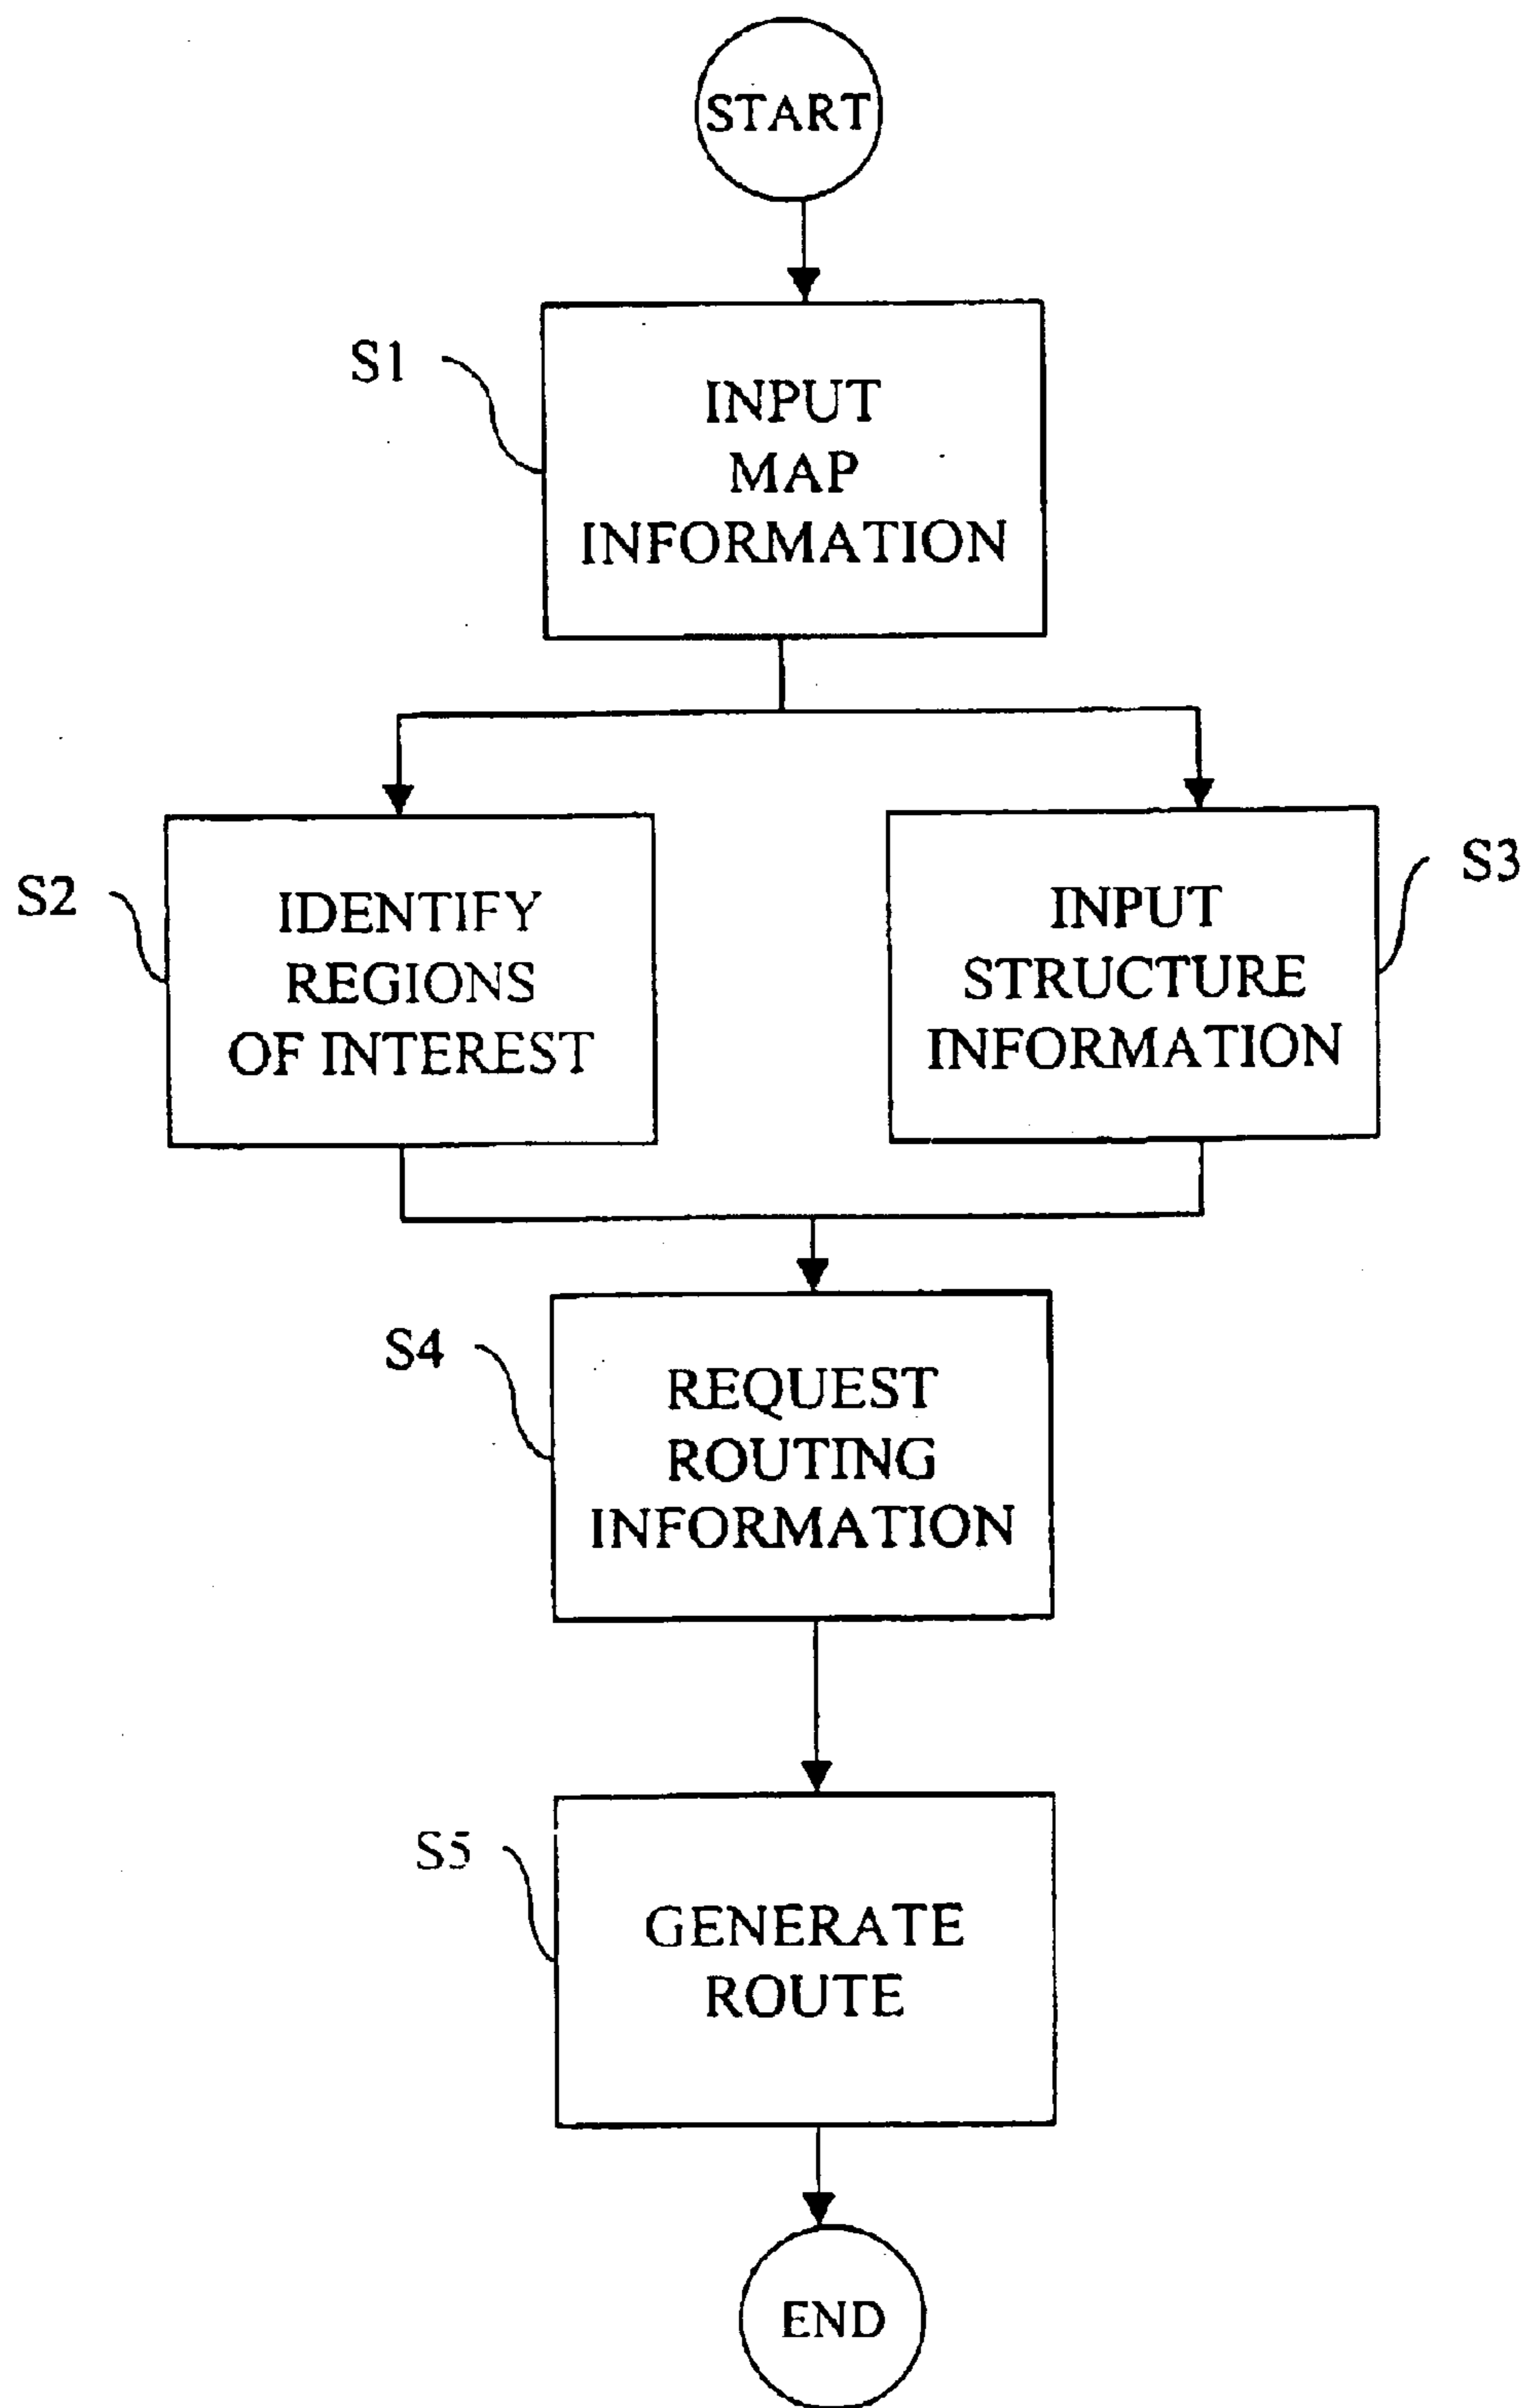 START
S1
INPUT
MAP
INFORMATION
S2
IDENTIFY
REGIONS
OF INTEREST
S3
INPUT
STRUCTURE
INFORMATION
S4
REQUEST
ROUTING
INFORMATION
S5
GENERATE
ROUTE
END